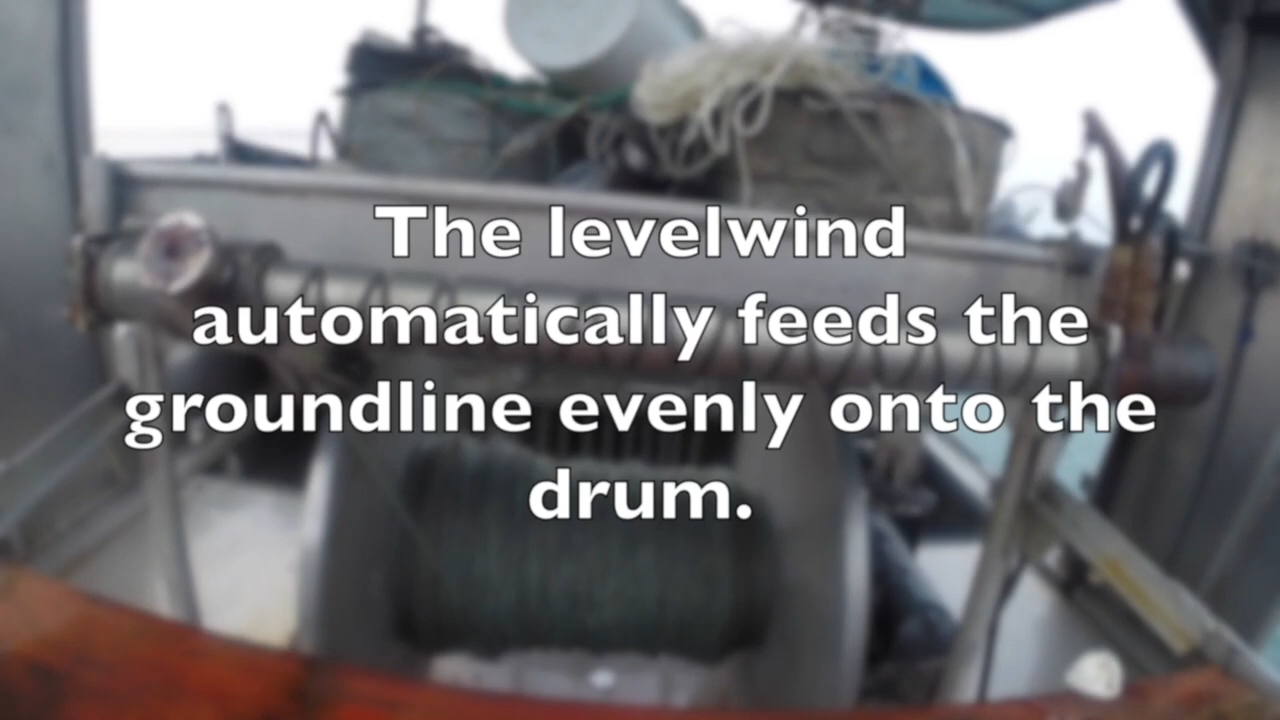 The levelwind
automatically feeds the
groundline evenly onto the
drum.